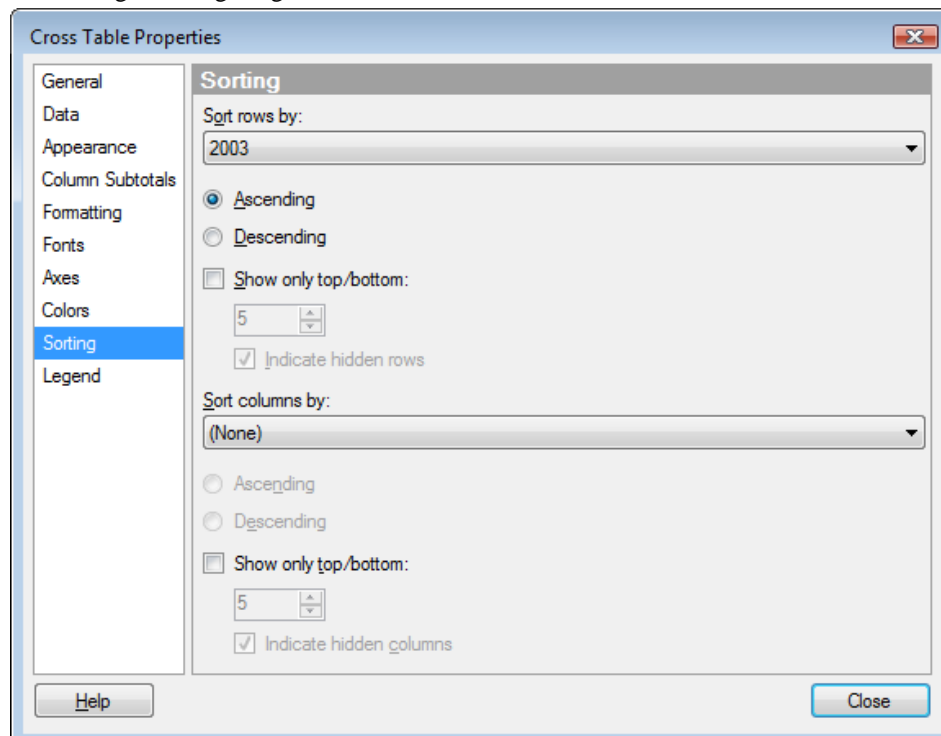 Cross Table Properties
General
Data
Appearance
Column Subtotals
Formatting
Fonts
Axes
Colors
Sorting
Legend
Sorting
Sort rows by:
2003
Ascending
Descending
Show only top/bottom:
5
Indicate hidden rows
Sort columns by:
(None)
Ascending
Descending
Show only top/bottom:
5
Indicate hidden columns
Help
Close